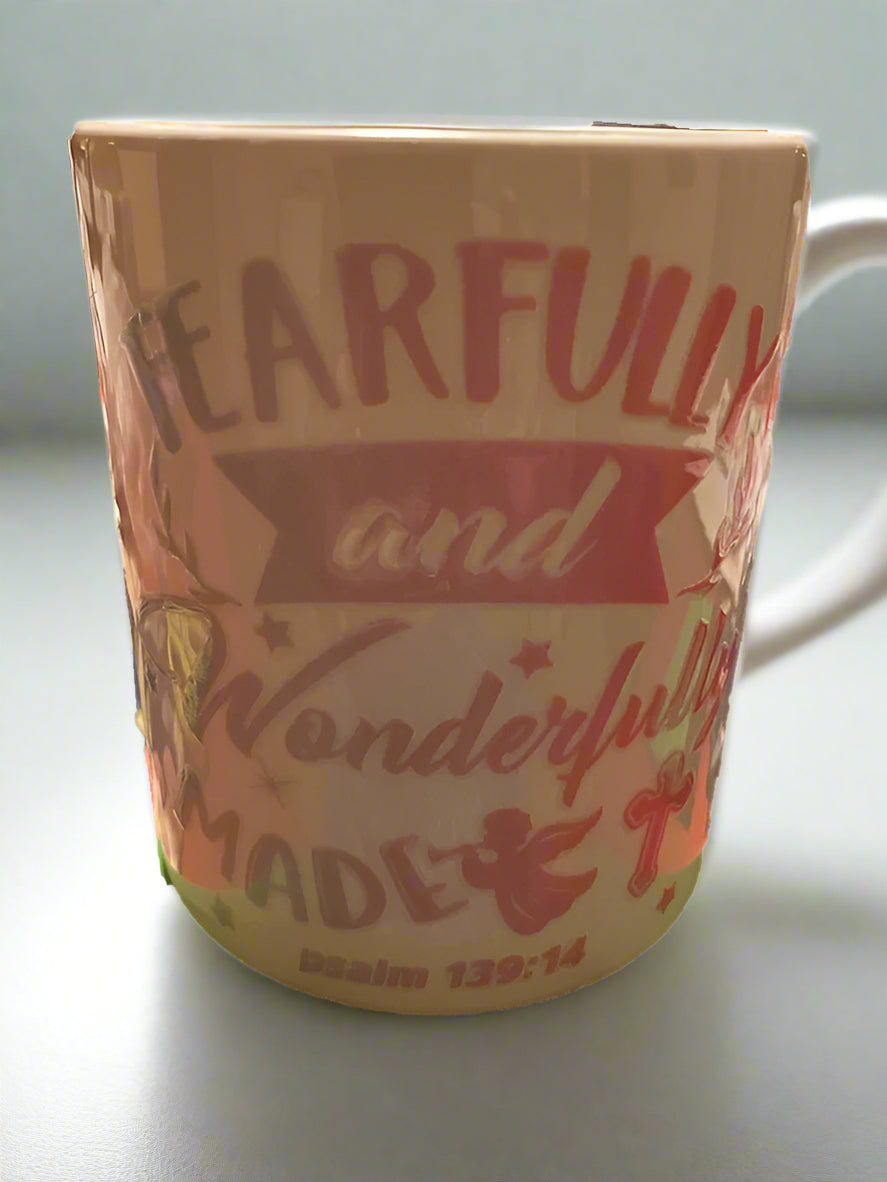 FEARFULLY
and
Wonderfully
MADE
psalm 139:14